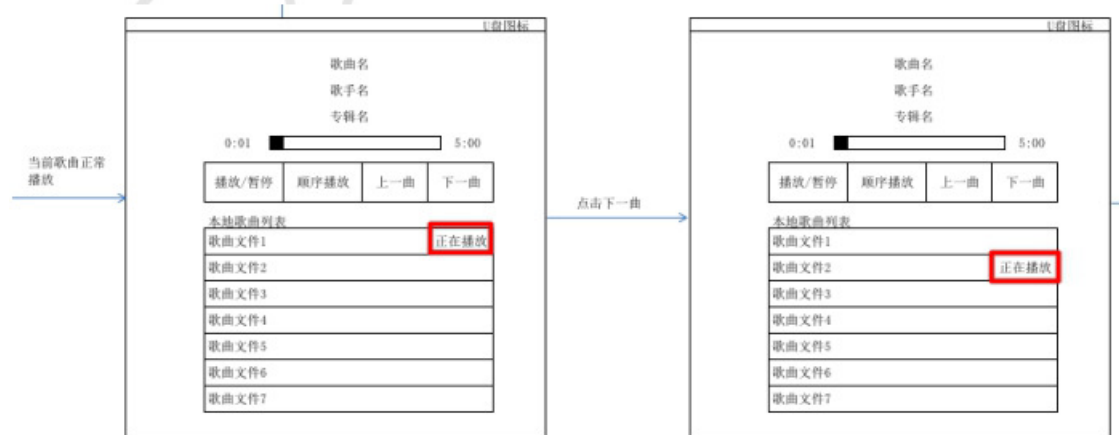 U盘图标
歌曲名
歌手名
专辑名
0:01 5:00
当前歌曲正常
播放
播放/暂停 顺序播放 上一曲 下一曲
本地歌曲列表
歌曲文件1 正在播放
歌曲文件2
歌曲文件3
歌曲文件4
歌曲文件5
歌曲文件6
歌曲文件7
点击下一曲
U盘图标
歌曲名
歌手名
专辑名
0:01 5:00
播放/暂停 顺序播放 上一曲 下一曲
本地歌曲列表
歌曲文件1
歌曲文件2 正在播放
歌曲文件3
歌曲文件4
歌曲文件5
歌曲文件6
歌曲文件7